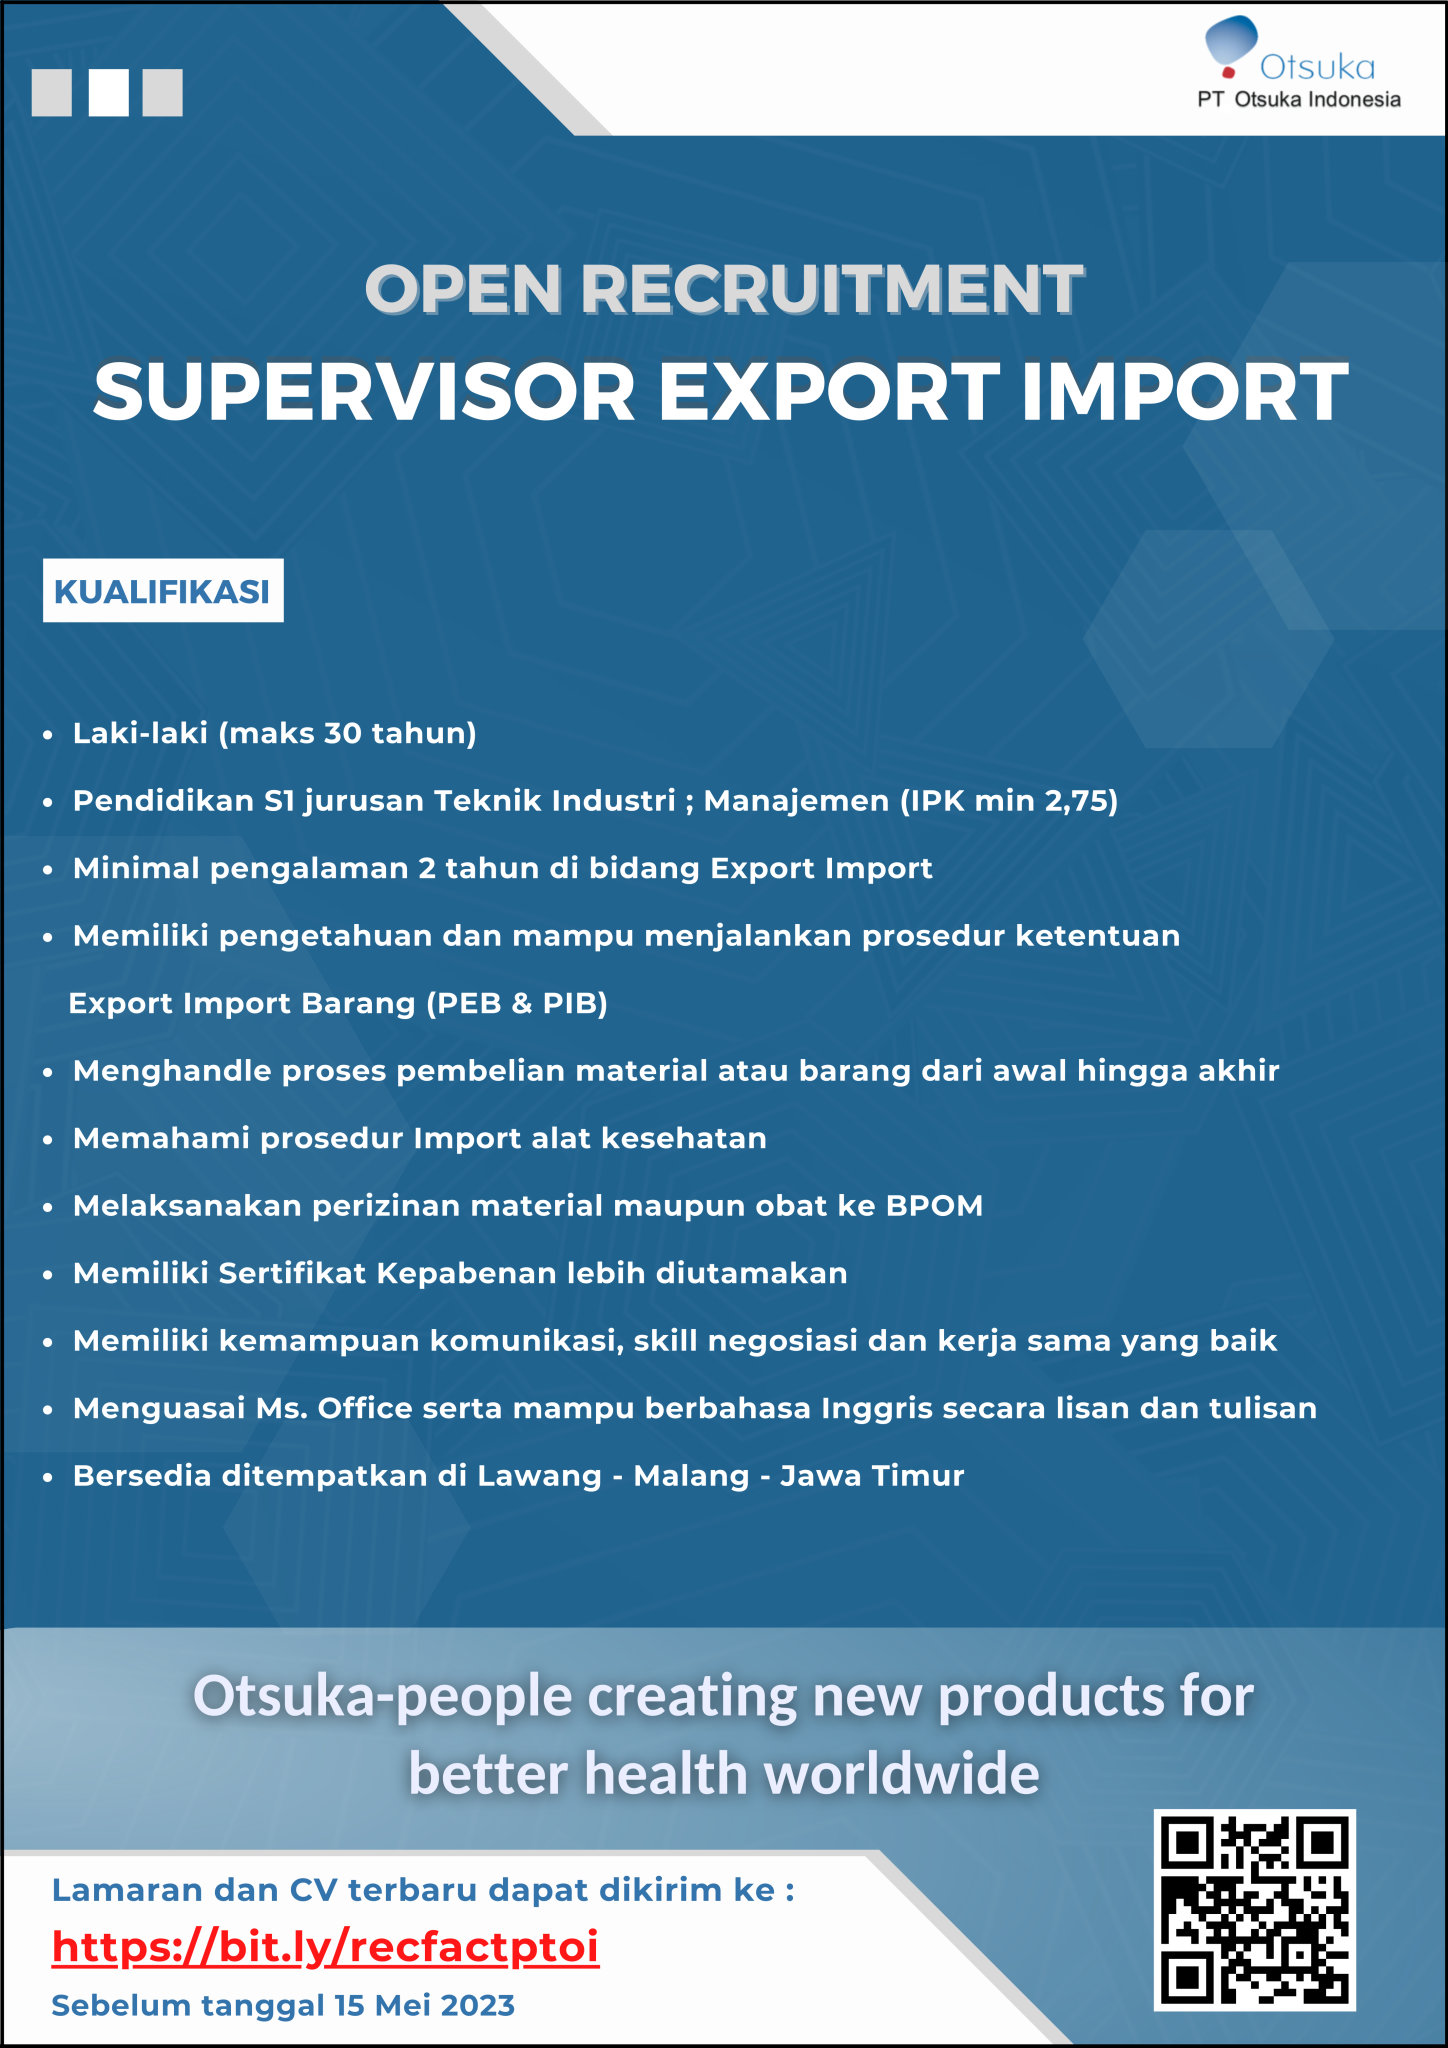 Otsuka
PT Otsuka Indonesia
OPEN RECRUITMENT
SUPERVISOR EXPORT IMPORT
KUALIFIKASI
• Laki-laki (maks 30 tahun)
• Pendidikan S1 jurusan Teknik Industri ; Manajemen (IPK min 2,75)
• Minimal pengalaman 2 tahun di bidang Export Import
• Memiliki pengetahuan dan mampu menjalankan prosedur ketentuan
Export Import Barang (PEB & PIB)
• Menghandle proses pembelian material atau barang dari awal hingga akhir
• Memahami prosedur Import alat kesehatan
• Melaksanakan perizinan material maupun obat ke BPOM
• Memiliki Sertifikat Kepabenan lebih diutamakan
• Memiliki kemampuan komunikasi, skill negosiasi dan kerja sama yang baik
• Menguasai Ms. Office serta mampu berbahasa Inggris secara lisan dan tulisan
• Bersedia ditempatkan di Lawang - Malang - Jawa Timur
Otsuka-people creating new products for
better health worldwide
Lamaran dan CV terbaru dapat dikirim ke :
https://bit.ly/recfactptoi
Sebelum tanggal 15 Mei 2023